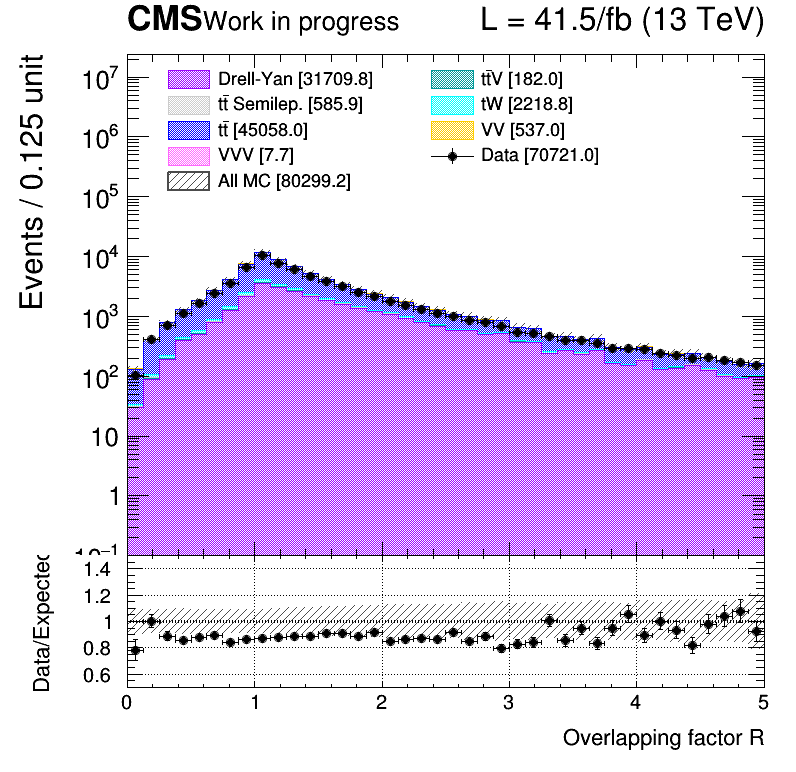 CMS Work in progress L = 41.5/fb (13 TeV)
Events / 0.125 unit
10⁷
10⁶
10⁵
10⁴
10³
10²
10
1
10⁻¹
Drell-Yan [31709.8]
tt̄ Semilep. [585.9]
tt̄ [45058.0]
VVV [7.7]
All MC [80299.2]
tt̄V [182.0]
tW [2218.8]
VV [537.0]
Data [70721.0]
Data/Expected
1.4
1.2
1
0.8
0.6
0 1 2 3 4 5
Overlapping factor R